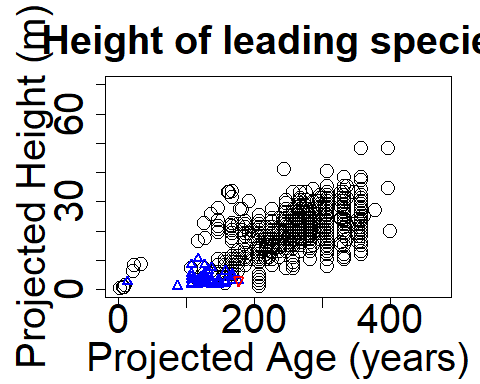 Height of leading specie
Projected Height (m)
60
30
0
0
200
400
Projected Age (years)